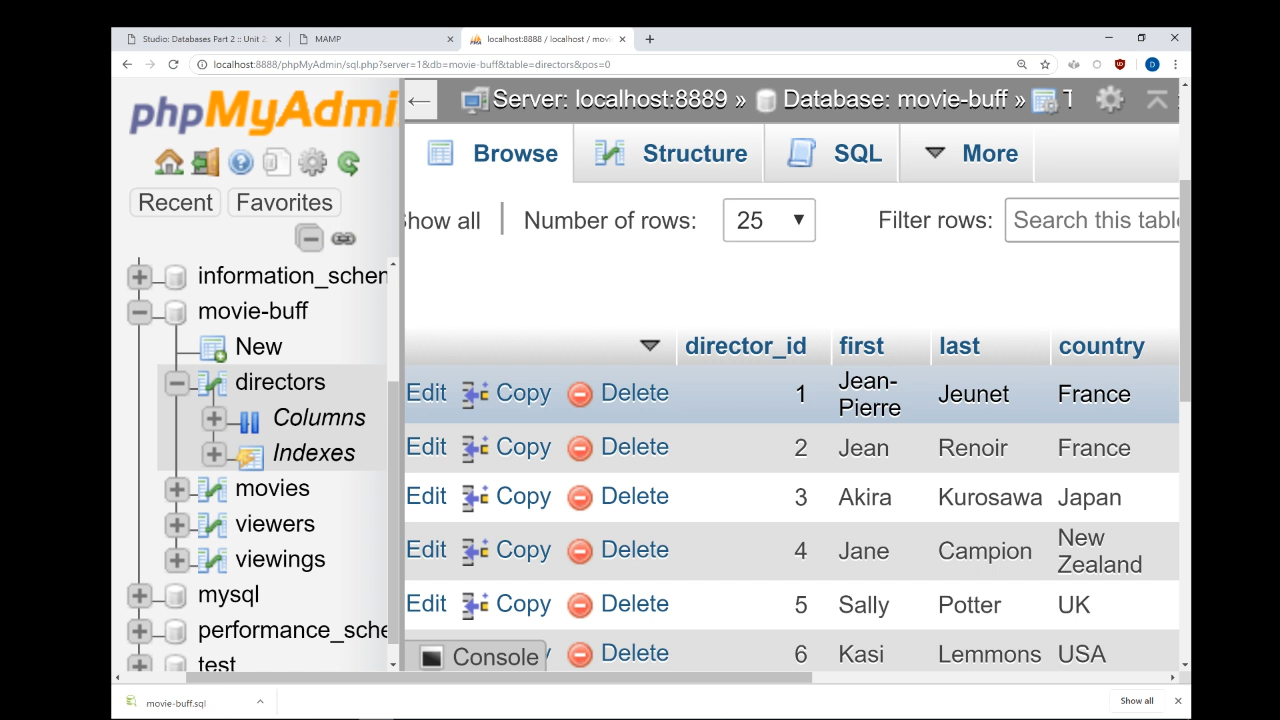 Studio: Databases Part 2 :: Unit 2
MAMP
localhost:8888 / localhost / movi
localhost:8888/phpMyAdmin/sql.php?server=1&db=movie-buff&table=directors&pos=0
phpMyAdmi
Recent
Favorites
information_schem
movie-buff
New
directors
Columns
Indexes
movies
viewers
viewings
mysql
performance_sche
test
Server: localhost:8889 » Database: movie-buff » T
Browse Structure SQL More
Show all Number of rows: 25 Filter rows: Search this table
director_id first last country
Edit Copy Delete 1 Jean-Pierre Jeunet France
Edit Copy Delete 2 Jean Renoir France
Edit Copy Delete 3 Akira Kurosawa Japan
Edit Copy Delete 4 Jane Campion New Zealand
Edit Copy Delete 5 Sally Potter UK
Delete 6 Kasi Lemmons USA
Console
movie-buff.sql
Show all